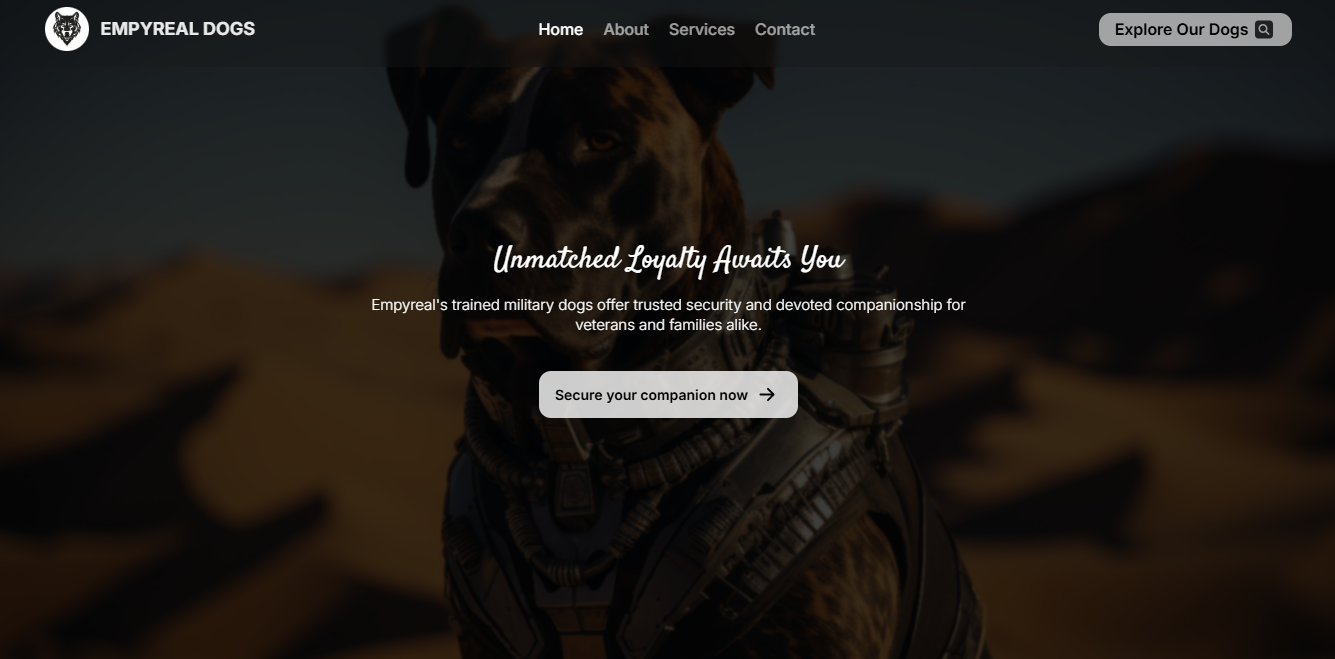 EMPYREAL DOGS
Home About Services Contact
Explore Our Dogs
Unmatched Loyalty Awaits You
Empyreal's trained military dogs offer trusted security and devoted companionship for
veterans and families alike.
Secure your companion now